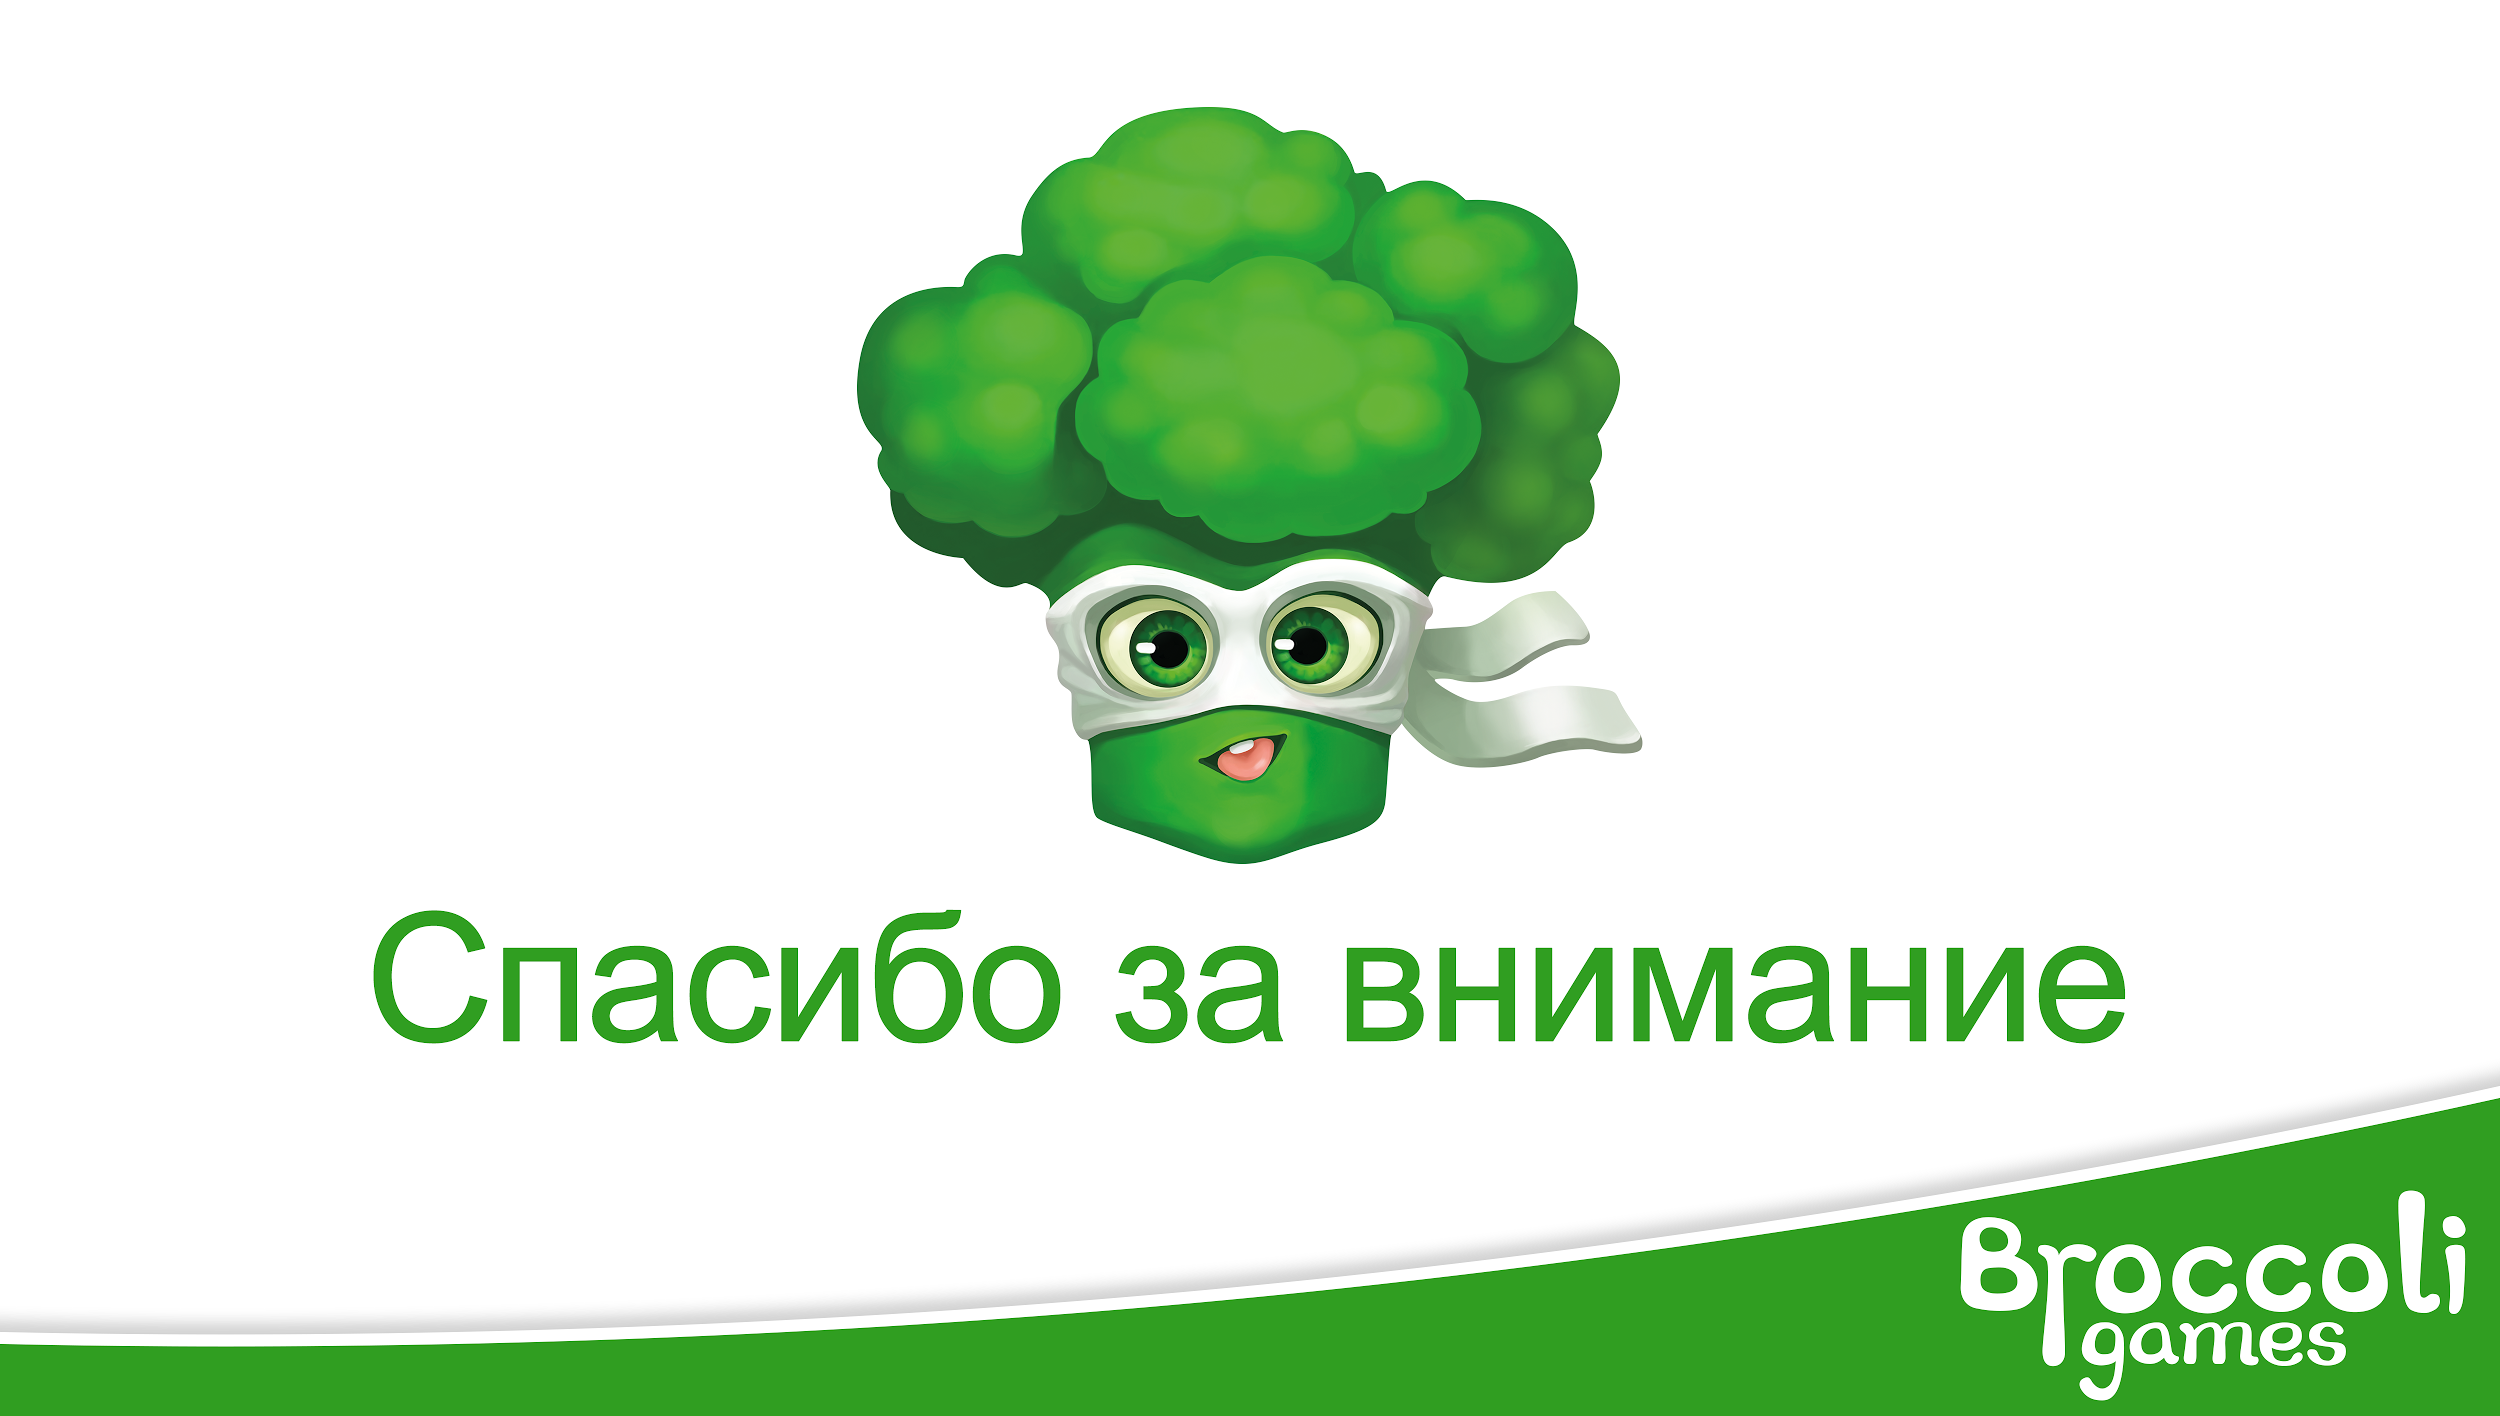 Спасибо за внимание
Broccoli
games